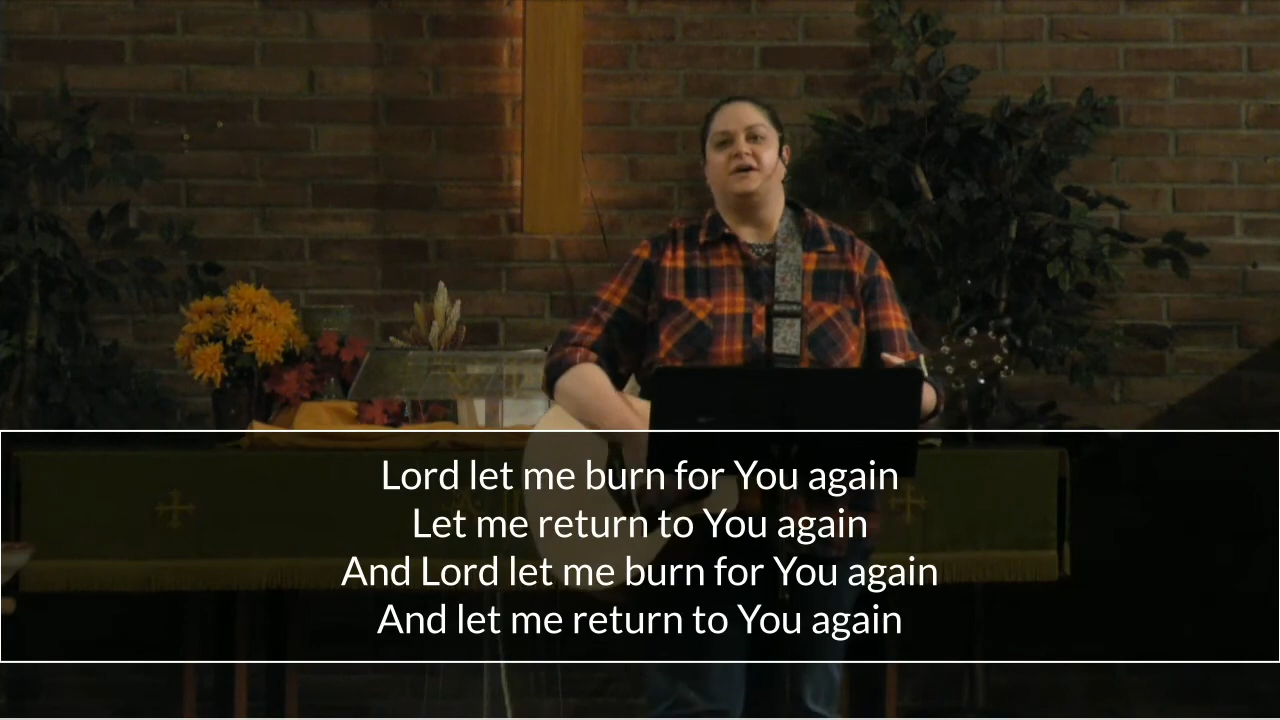 Lord let me burn for You again
Let me return to You again
And Lord let me burn for You again
And let me return to You again